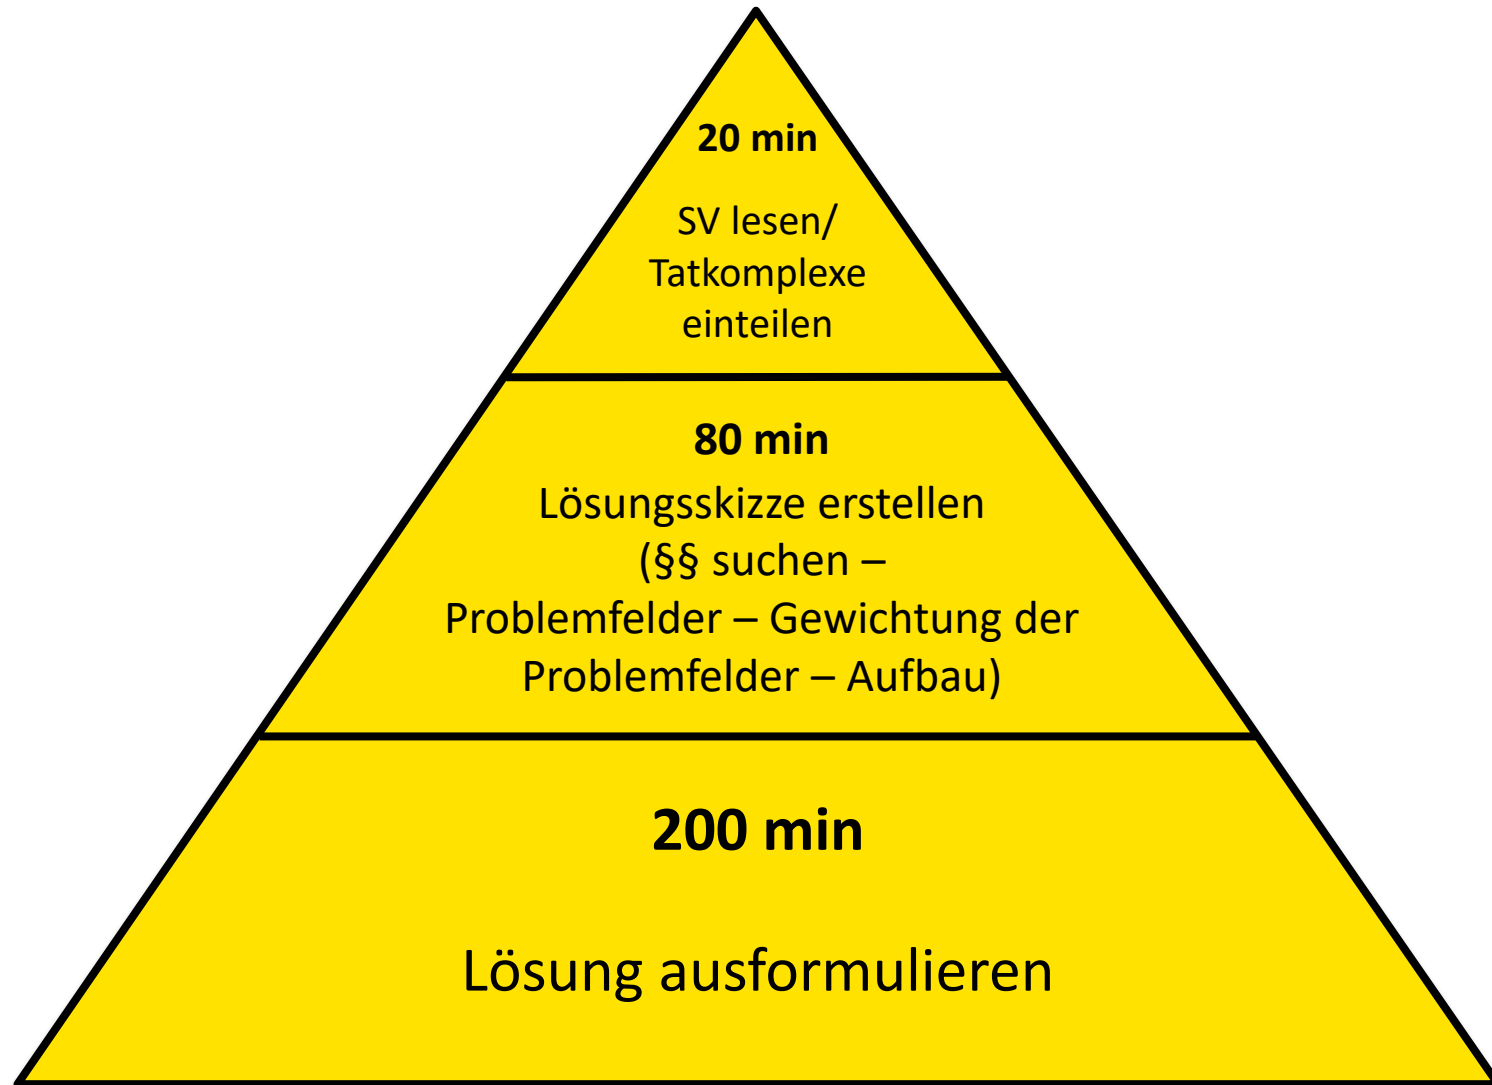 20 min
SV lesen/
Tatkomplexe
einteilen
80 min
Lösungsskizze erstellen
(§§ suchen –
Problemfelder – Gewichtung der
Problemfelder – Aufbau)
200 min
Lösung ausformulieren